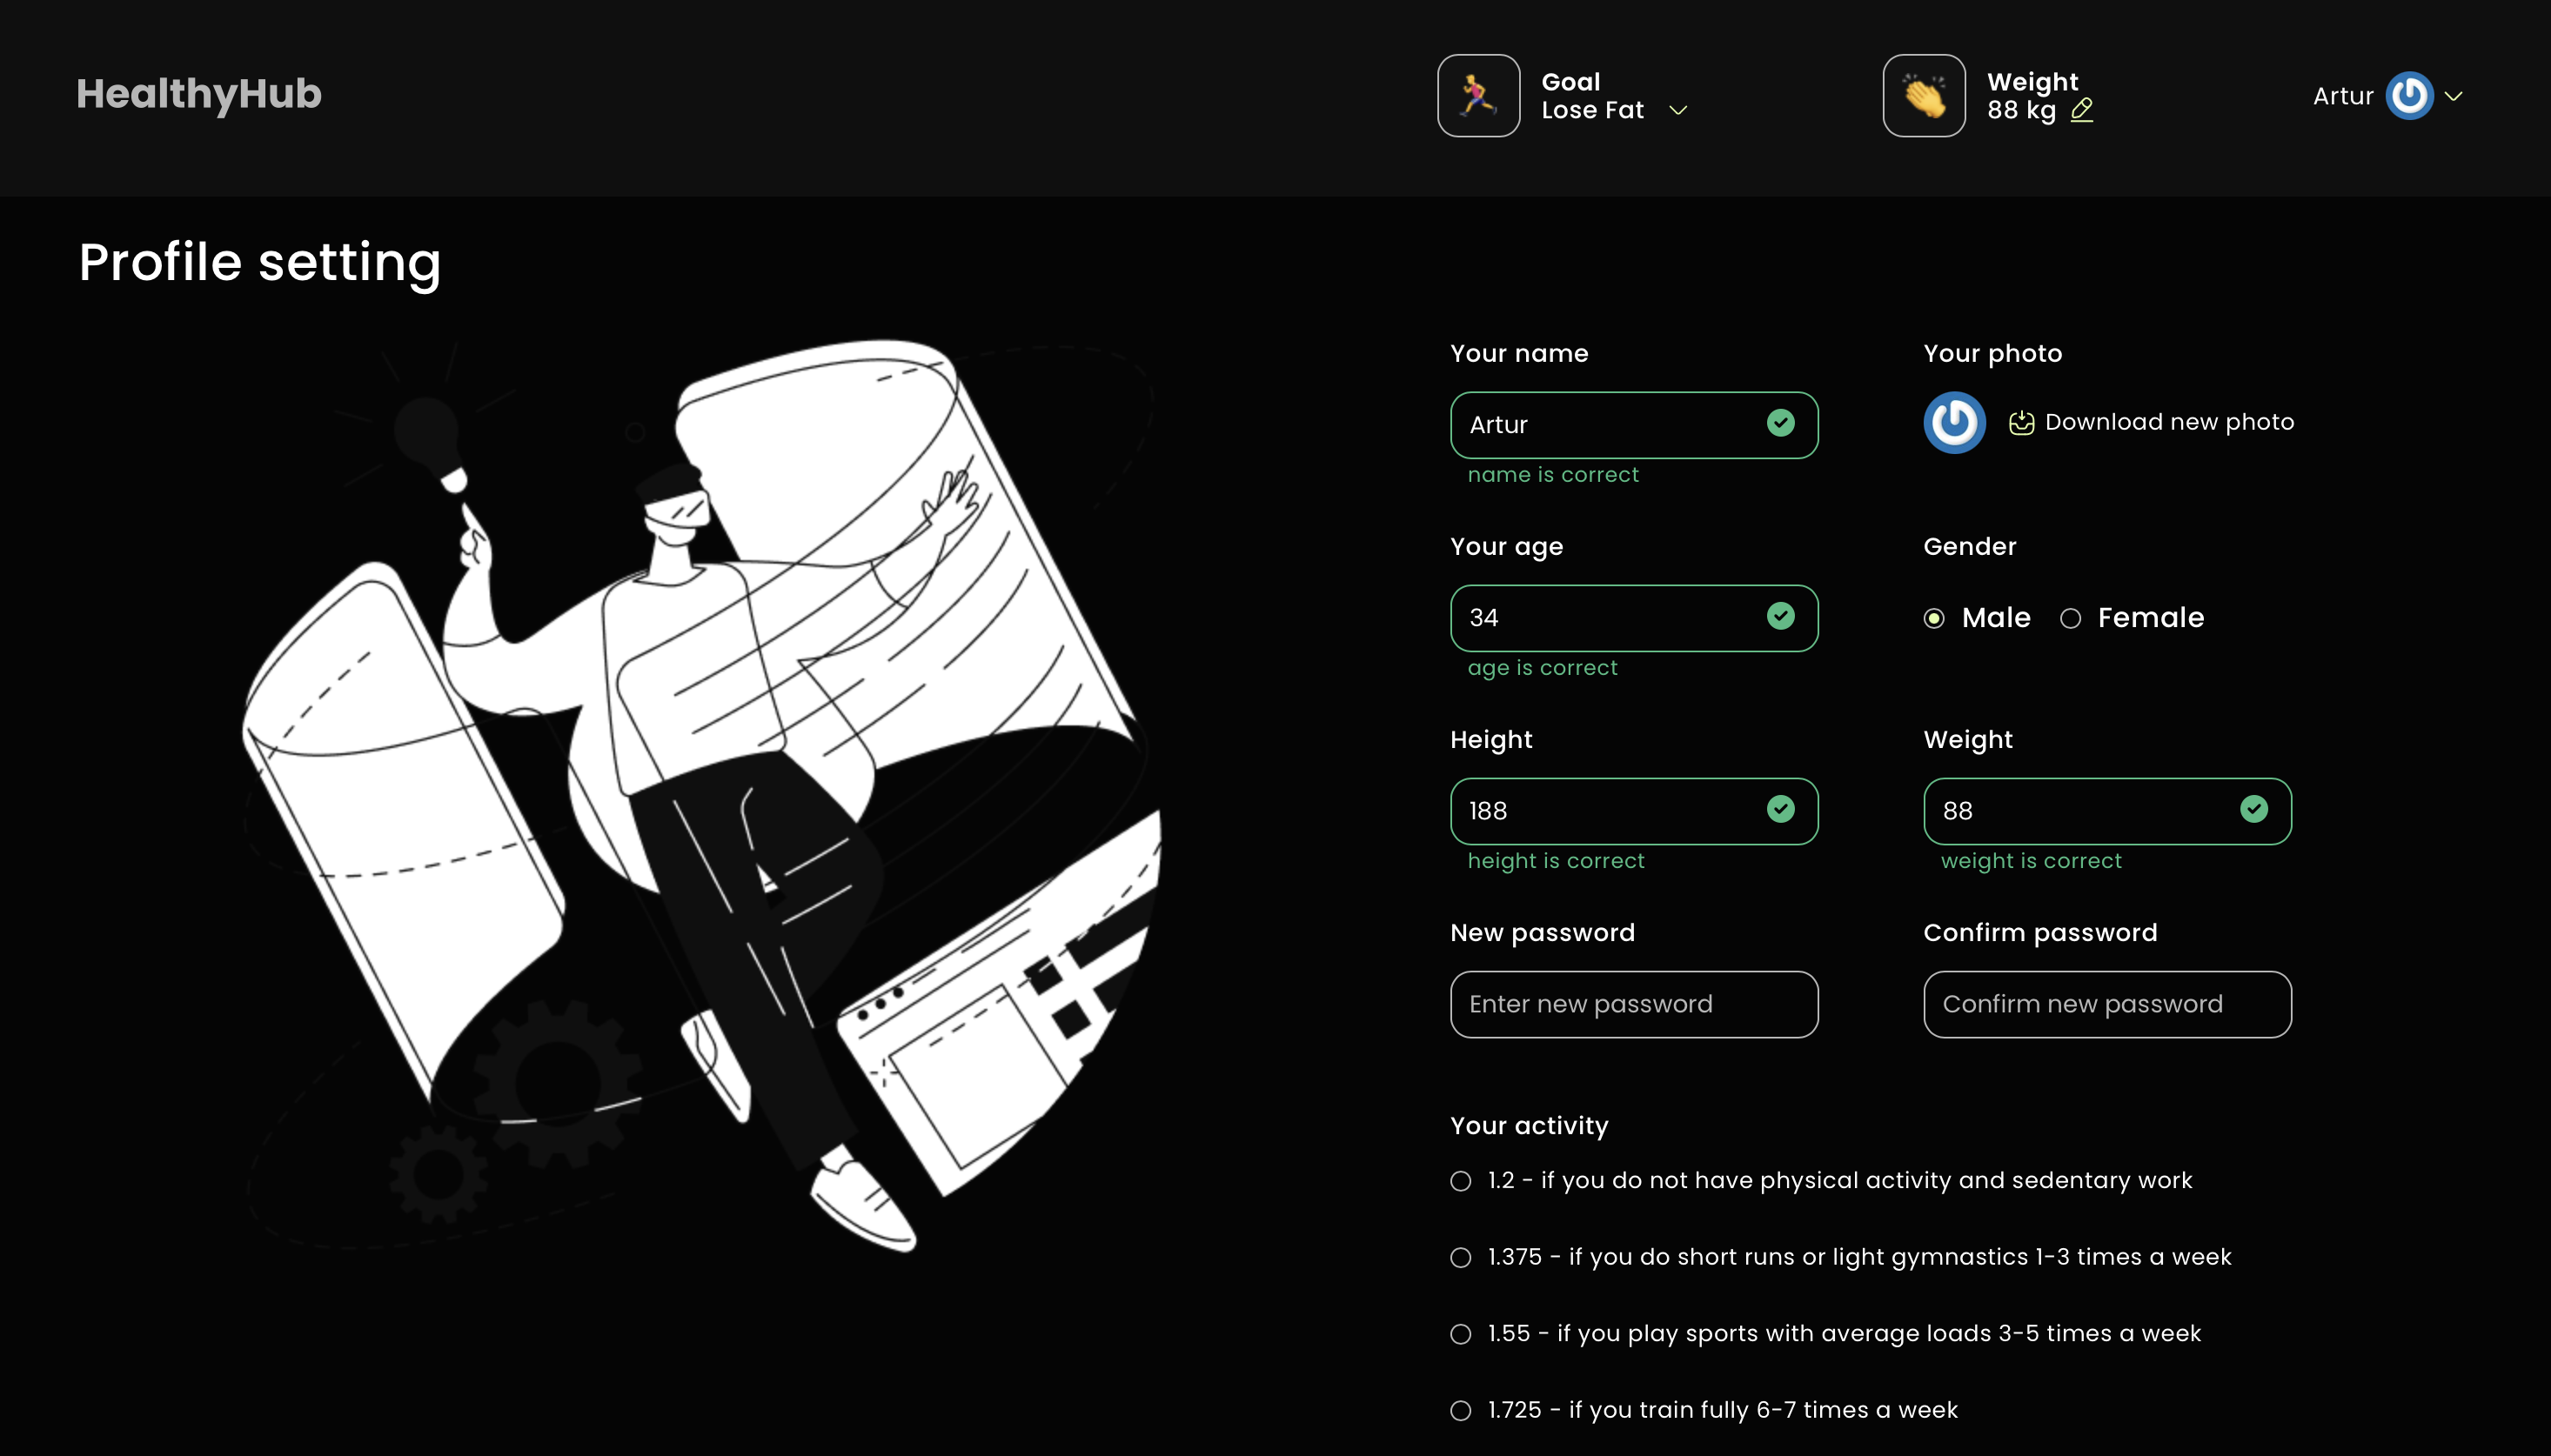 HealthyHub
Goal
Lose Fat
Weight
88 kg
Artur
Profile setting
Your name
Artur
name is correct
Your photo
Download new photo
Your age
34
age is correct
Gender
Male
Female
Height
188
height is correct
Weight
88
weight is correct
New password
Enter new password
Confirm password
Confirm new password
Your activity
1.2 - if you do not have physical activity and sedentary work
1.375 - if you do short runs or light gymnastics 1-3 times a week
1.55 - if you play sports with average loads 3-5 times a week
1.725 - if you train fully 6-7 times a week